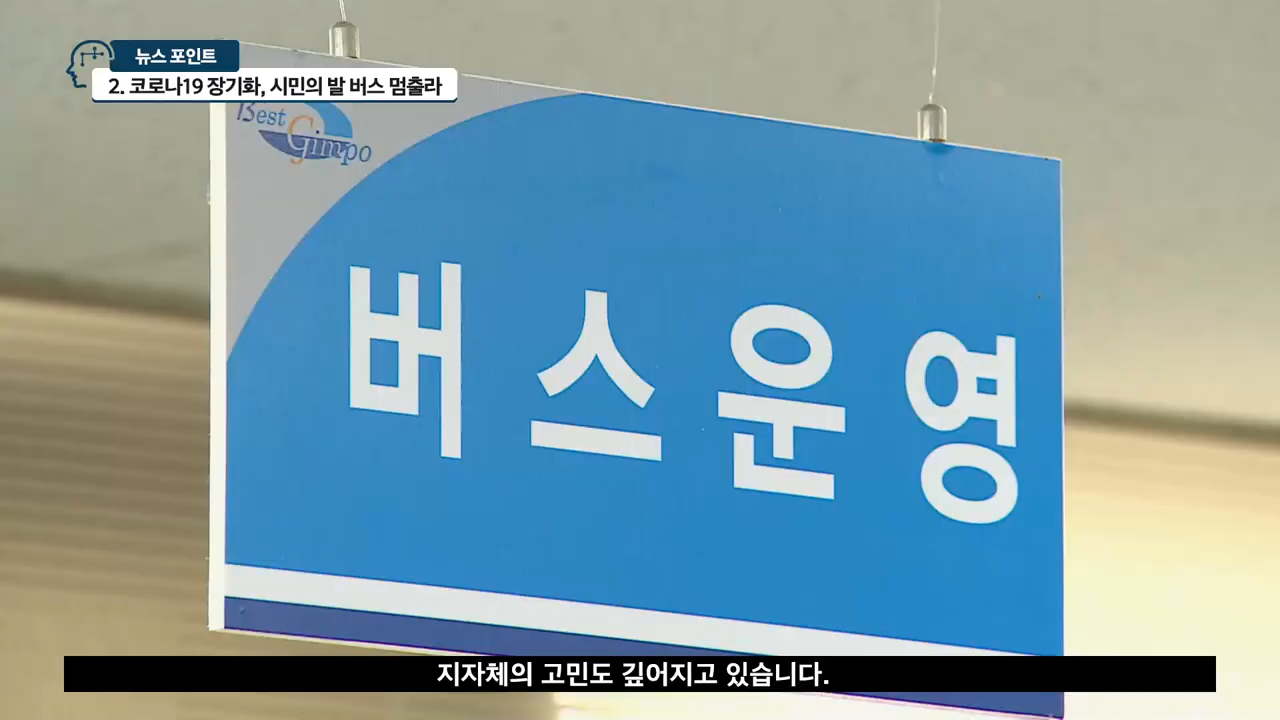 뉴스 포인트
2. 코로나19 장기화, 시민의 발 버스 멈출라
Best
Gimpo
버스운영
지자체의 고민도 깊어지고 있습니다.